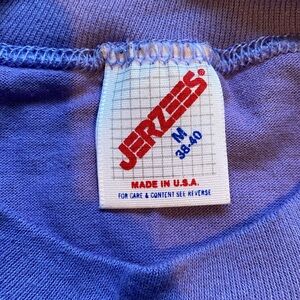 JERZEES®
M
38-40
MADE IN U.S.A.
FOR CARE & CONTENT SEE REVERSE